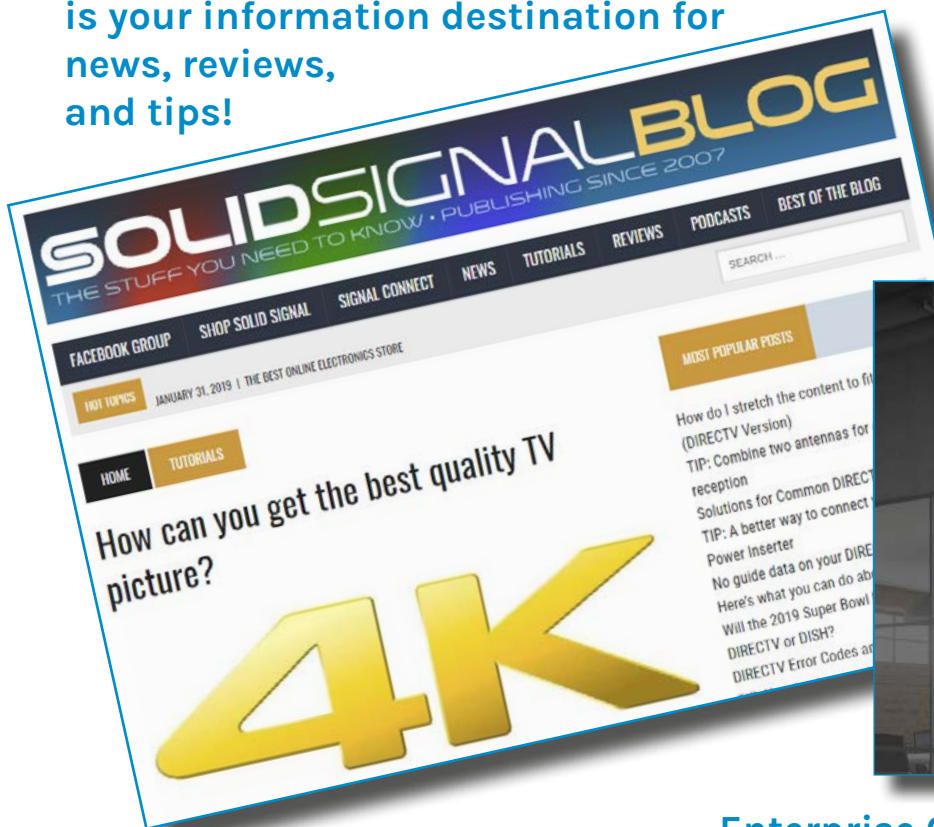 is your information destination for
news, reviews,
and tips!
SOLIDSIGNALBLOG
THE STUFF YOU NEED TO KNOW • PUBLISHING SINCE 2007
FACEBOOK GROUP SHOP SOLID SIGNAL SIGNAL CONNECT NEWS TUTORIALS REVIEWS PODCASTS BEST OF THE BLOG
SEARCH ...
HOT TOPICS JANUARY 31, 2019 | THE BEST ONLINE ELECTRONICS STORE
HOME TUTORIALS
How can you get the best quality TV
picture?
4K
MOST POPULAR POSTS
How do I stretch the content to fit
(DIRECTV Version)
TIP: Combine two antennas for
reception
Solutions for Common DIRECT
TIP: A better way to connect
Power Inserter
No guide data on your DIRE
Here's what you can do abo
Will the 2019 Super Bowl
DIRECTV or DISH?
DIRECTV Error Codes an
Enterprise